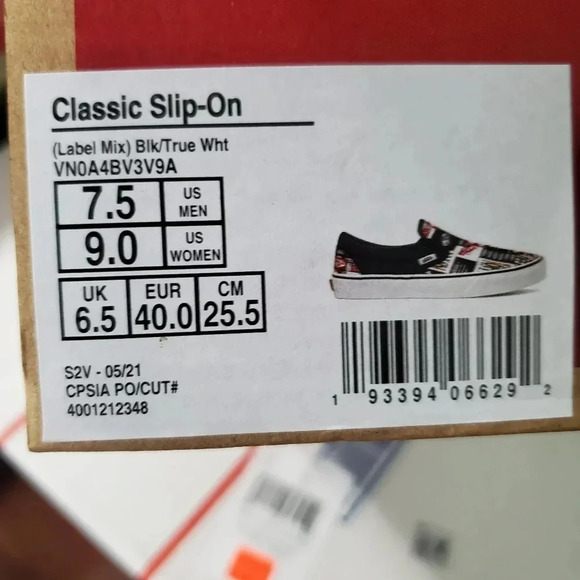 Classic Slip-On
(Label Mix) Blk/True Wht
VN0A4BV3V9A
7.5 US MEN
9.0 US WOMEN
UK EUR CM
6.5 40.0 25.5
S2V - 05/21
CPSIA PO/CUT#
4001212348
1 93394 06629 2